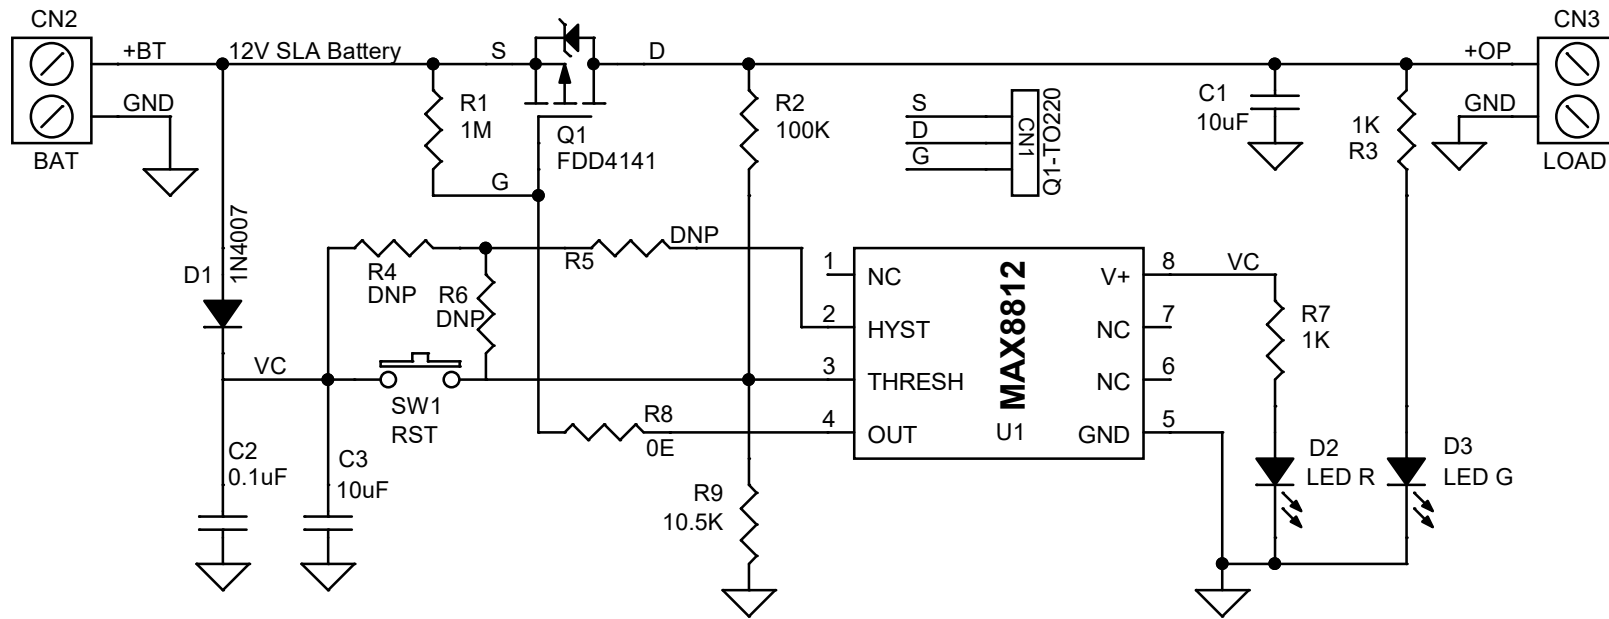 CN2
+BT
12V SLA Battery
S
D
+OP
CN3
GND
BAT
R1
1M
Q1
FDD4141
G
R2
100K
S
D
G
CN1
Q1-TO220
C1
10uF
1K
R3
GND
LOAD
D1
1N4007
R4
DNP
R5
DNP
R6
DNP
1
NC
2
HYST
3
THRESH
4
OUT
MAX8812
U1
V+
8
NC
7
NC
6
GND
5
VC
R7
1K
VC
SW1
RST
R8
0E
C2
0.1uF
C3
10uF
R9
10.5K
D2
LED R
D3
LED G